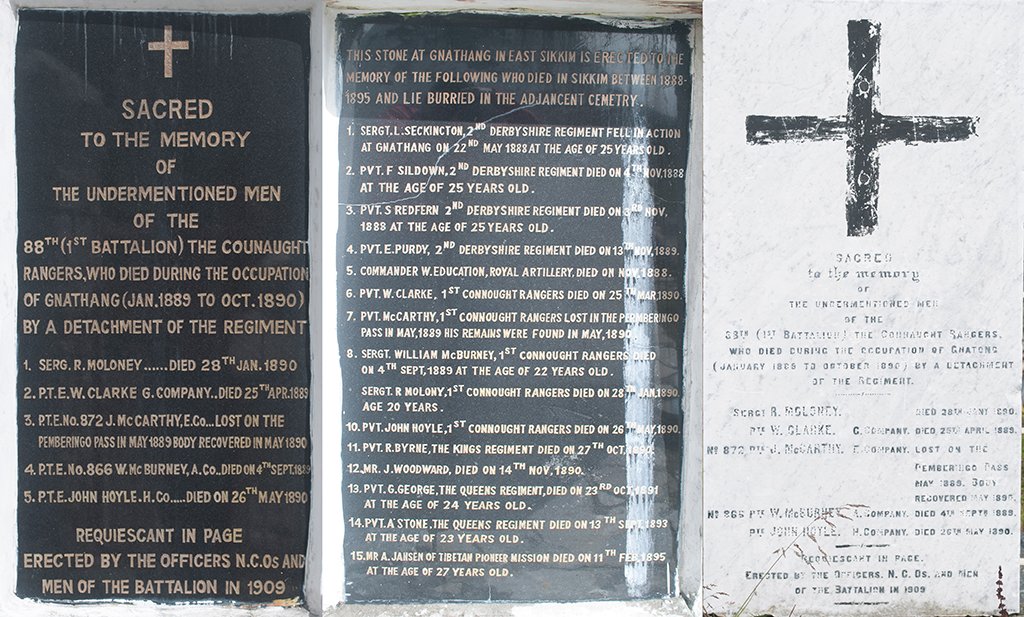 SACRED
TO THE MEMORY
OF
THE UNDERMENTIONED MEN
OF THE
88TH (1ST BATTALION) THE COUNAUGHT
RANGERS, WHO DIED DURING THE OCCUPATION
OF GNATHANG (JAN. 1889 TO OCT. 1890)
BY A DETACHMENT OF THE REGIMENT
1. SERG. R. MOLONEY......DIED 28TH JAN. 1890
2. P.T.E. W. CLARKE G. COMPANY..DIED 25TH APR. 1889
3. P.T.E. No. 872 J. MCCARTHY, E.Co...LOST ON THE
PEMBERINGO PASS IN MAY 1889 BODY RECOVERED IN MAY 1890
4. P.T.E. No. 866 W. Mc BURNEY, A. Co., DIED ON 4TH SEPT. 1889
5. P.T.E. JOHN HOYLE. H. Co.....DIED ON 26TH MAY 1890
REQUIESCANT IN PAGE
ERECTED BY THE OFFICERS N.C.Os AND
MEN OF THE BATTALION IN 1909
THIS STONE AT GNATHANG IN EAST SIKKIM IS ERECTED TO THE
MEMORY OF THE FOLLOWING WHO DIED IN SIKKIM BETWEEN 1888-
1895 AND LIE BURRIED IN THE ADJANCENT CEMETRY.
1. SERGT. L. SECKINGTON, 2ND DERBYSHIRE REGIMENT FELL IN ACTION
AT GNATHANG ON 22ND MAY 1888 AT THE AGE OF 25 YEARS OLD.
2. PVT. F SILDOWN, 2ND DERBYSHIRE REGIMENT DIED ON 4TH NOV, 1888
AT THE AGE OF 25 YEARS OLD.
3. PVT. S REDFERN 2ND DERBYSHIRE REGIMENT DIED ON 3RD NOV,
1888 AT THE AGE OF 25 YEARS OLD.
4. PVT. E. PURDY, 2ND DERBYSHIRE REGIMENT DIED ON 13TH NOV, 1889.
5. COMMANDER W. EDUCATION, ROYAL ARTILLERY, DIED ON NOV, 1888.
6. PVT. W. CLARKE, 1ST CONNOUGHT RANGERS DIED ON 25TH MAR, 1890.
7. PVT. McCARTHY, 1ST CONNOUGHT RANGERS LOST IN THE PERMBERINGO
PASS IN MAY, 1889 HIS REMAINS WERE FOUND IN MAY, 1890
8. SERGT. WILLIAM McBURNEY, 1ST CONNOUGHT RANGERS DIED
ON 4TH SEPT, 1889 AT THE AGE OF 22 YEARS OLD.
SERGT. R MOLONY, 1ST CONNOUGHT RANGERS DIED ON 28TH JAN, 1890.
AGE 20 YEARS.
10. PVT. JOHN HOYLE, 1ST CONNOUGHT RANGERS DIED ON 26TH MAY, 1890.
11. PVT. R. BYRNE, THE KINGS REGIMENT DIED ON 27TH OCT, 1890.
12. MR. J. WOODWARD, DIED ON 14TH NOV, 1890.
13. PVT. G. GEORGE, THE QUEENS REGIMENT, DIED ON 23RD OCT, 1891
AT THE AGE OF 24 YEARS OLD.
14. PVT. A' STONE, THE QUEENS REGIMENT DIED ON 13TH SEPT, 1893
AT THE AGE OF 23 YEARS OLD.
15. MR A. JANSEN OF TIBETAN PIONEER MISSION DIED ON 11TH FEB, 1895
AT THE AGE OF 27 YEARS OLD.
SACRED
to the memory
OF
THE UNDERMENTIONED MEN
OF THE
88TH (1ST BATTALION) THE CONNAUGHT RANGERS,
WHO DIED DURING THE OCCUPATION OF GNATONG
(JANUARY 1889 TO OCTOBER 1890) BY A DETACHMENT
OF THE REGIMENT.
SERGT R. MOLONEY. DIED 28TH JANY. 1890.
PTE W. CLARKE. G. COMPANY. DIED 25TH APRIL 1889.
No 872 PTE J. McCARTHY. E. COMPANY. LOST ON THE
PEMBERINGO PASS
MAY 1889. BODY
RECOVERED MAY 1890.
No 866 PTE W. McBURNEY. A. COMPANY. DIED 4TH SEPTR 1889.
PTE JOHN HOYLE. H. COMPANY. DIED 26TH MAY 1890.
REQUIESCANT IN PAGE.
ERECTED BY THE OFFICERS, N.C.Os. AND MEN
OF THE BATTALION IN 1909